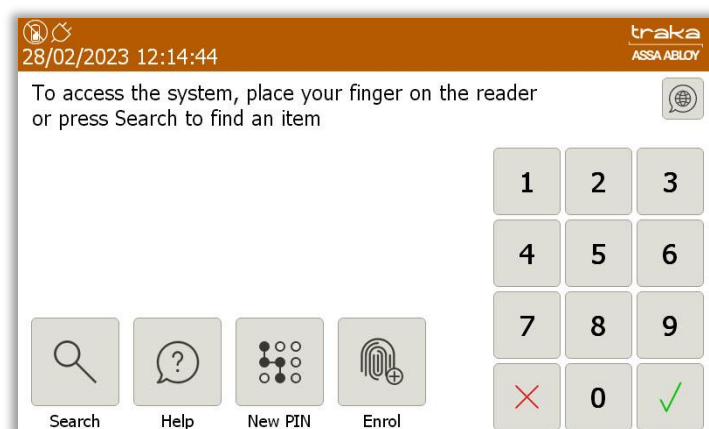 traka
28/02/2023 12:14:44
ASSA ABLOY
To access the system, place your finger on the reader
or press Search to find an item
1 2 3
4 5 6
7 8 9
0
Search Help New PIN Enrol